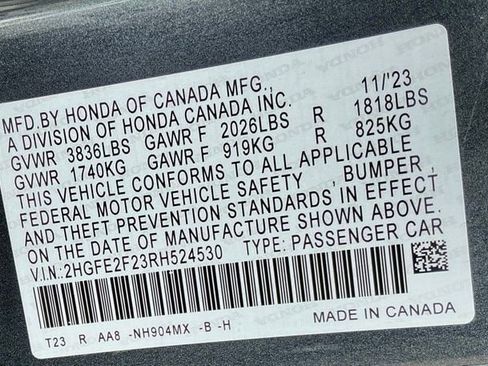 MFD.BY HONDA OF CANADA MFG., 11/'23
A DIVISION OF HONDA CANADA INC.
GVWR 3836LBS GAWR F 2026LBS R 1818LBS
GVWR 1740KG GAWR F 919KG R 825KG
THIS VEHICLE CONFORMS TO ALL APPLICABLE
FEDERAL MOTOR VEHICLE SAFETY , BUMPER ,
AND THEFT PREVENTION STANDARDS IN EFFECT
ON THE DATE OF MANUFACTURE SHOWN ABOVE.
V.I.N:2HGFE2F23RH524530 TYPE: PASSENGER CAR
T23 R AA8 -NH904MX -B -H MADE IN CANADA